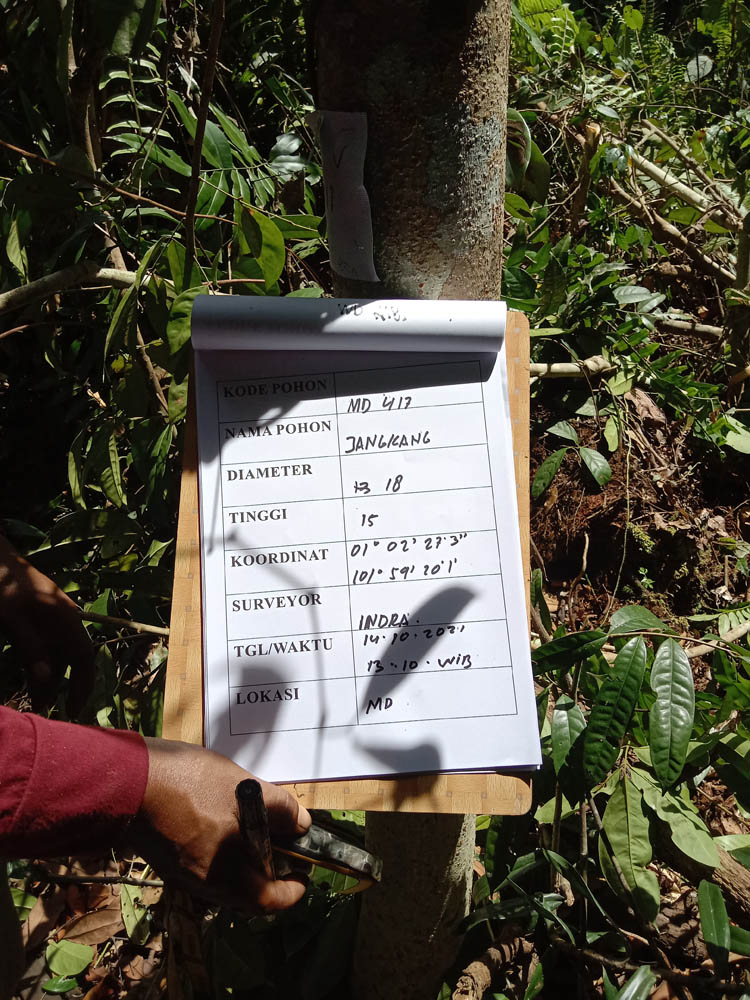 KODE POHON MD 417
NAMA POHON JANGKANG
DIAMETER 18
TINGGI 15
KOORDINAT 01° 02' 27.3"
101° 59' 20.1"
SURVEYOR INDRA.
TGL/WAKTU 14.10.2021
13.10. WIB
LOKASI MD